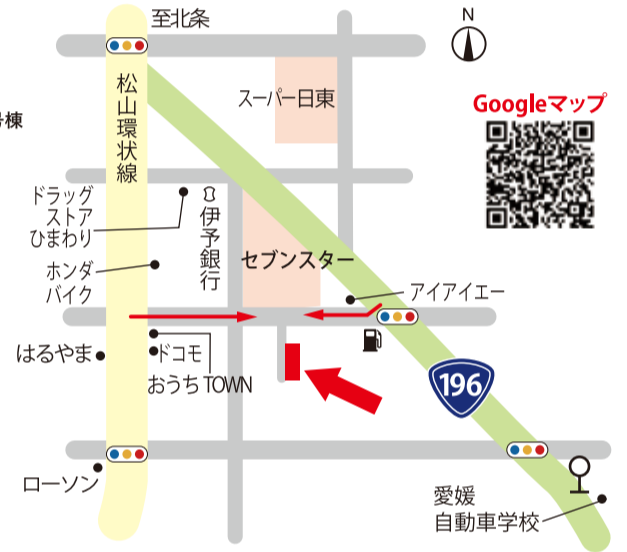 至北条
N
松山環状線
スーパー日東
Googleマップ
号棟
ドラッグ
ストア
ひまわり
伊予銀行
ホンダ
バイク
セブンスター
アイアイエー
はるやま
ドコモ
おうちTOWN
196
ローソン
愛媛
自動車学校